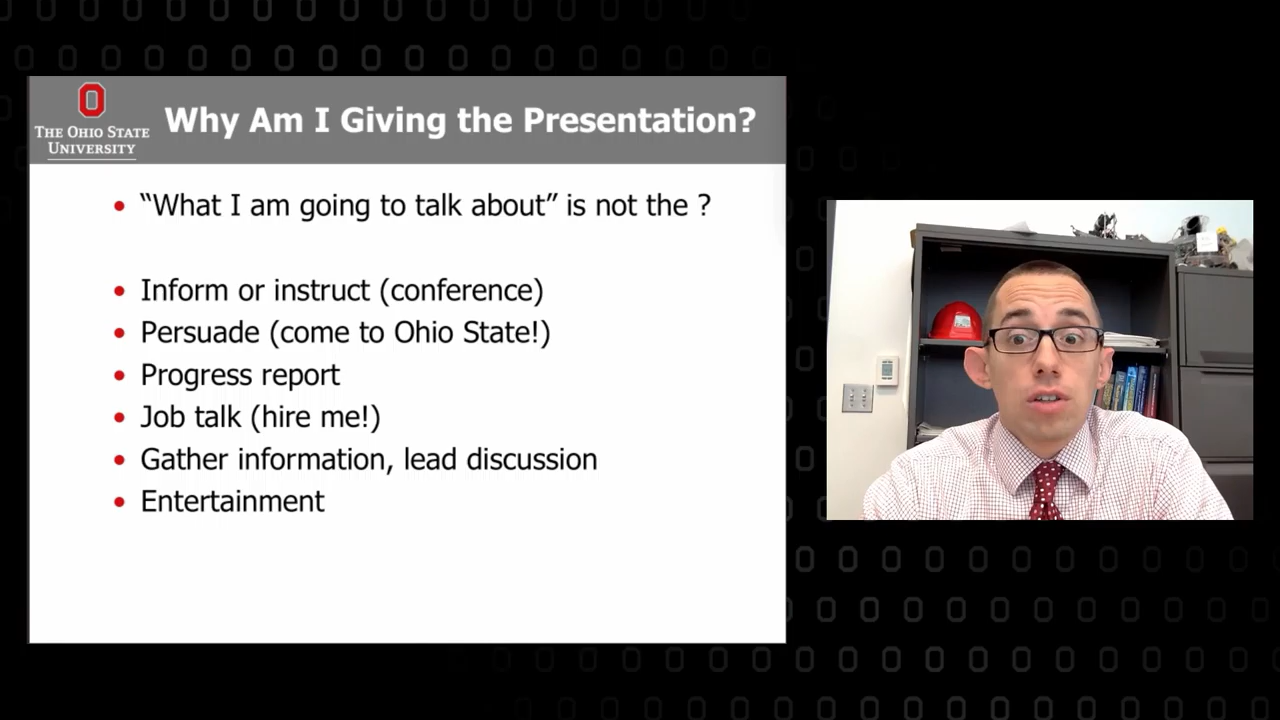 THE OHIO STATE
UNIVERSITY
Why Am I Giving the Presentation?
• “What I am going to talk about” is not the ?
• Inform or instruct (conference)
• Persuade (come to Ohio State!)
• Progress report
• Job talk (hire me!)
• Gather information, lead discussion
• Entertainment